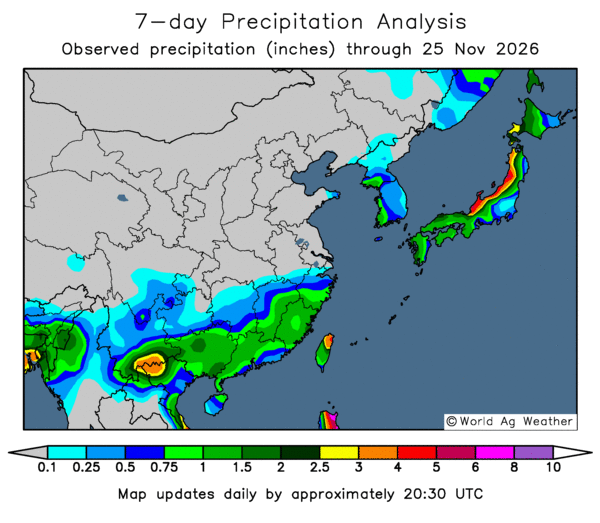 7-day Precipitation Analysis
Observed precipitation (inches) through 25 Nov 2026
© World Ag Weather
0.1 0.25 0.5 0.75 1 1.5 2 2.5 3 4 5 6 8 10
Map updates daily by approximately 20:30 UTC